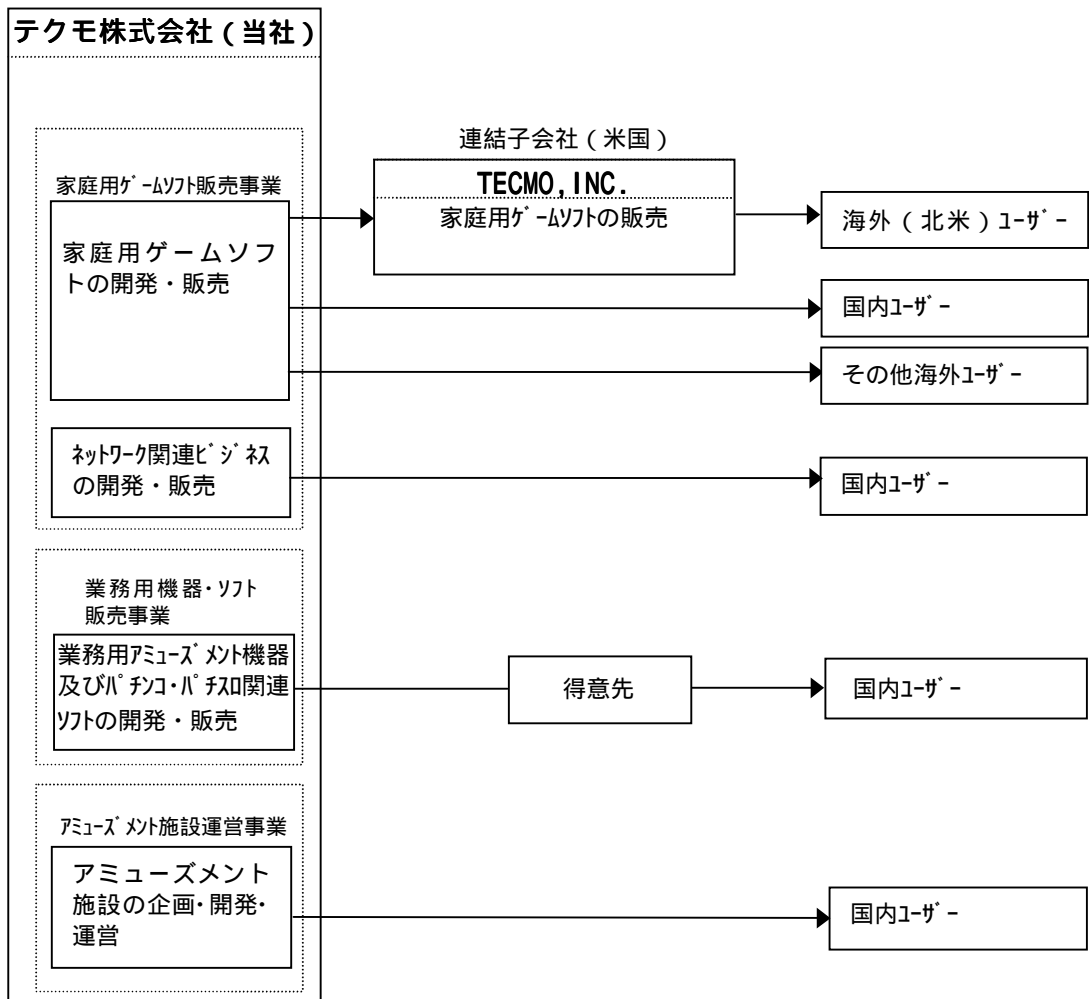 テクモ株式会社(当社)
連結子会社(米国)
家庭用ｹﾞｰﾑｿﾌﾄ販売事業
TECMO,INC.
家庭用ｹﾞｰﾑｿﾌﾄの販売
海外(北米)ﾕｰｻﾞｰ
家庭用ゲームソフ
トの開発・販売
国内ﾕｰｻﾞｰ
その他海外ﾕｰｻﾞｰ
ﾈｯﾄﾜｰｸ関連ﾋﾞｼﾞﾈｽ
の開発・販売
国内ﾕｰｻﾞｰ
業務用機器・ｿﾌﾄ
販売事業
業務用ｱﾐｭｰｽﾞﾒﾝﾄ機器
及びﾊﾟﾁﾝｺ・ﾊﾟﾁｽﾛ関連
ｿﾌﾄの開発・販売
得意先
国内ﾕｰｻﾞｰ
ｱﾐｭｰｽﾞﾒﾝﾄ施設運営事業
アミューズメント
施設の企画・開発・
運営
国内ﾕｰｻﾞｰ